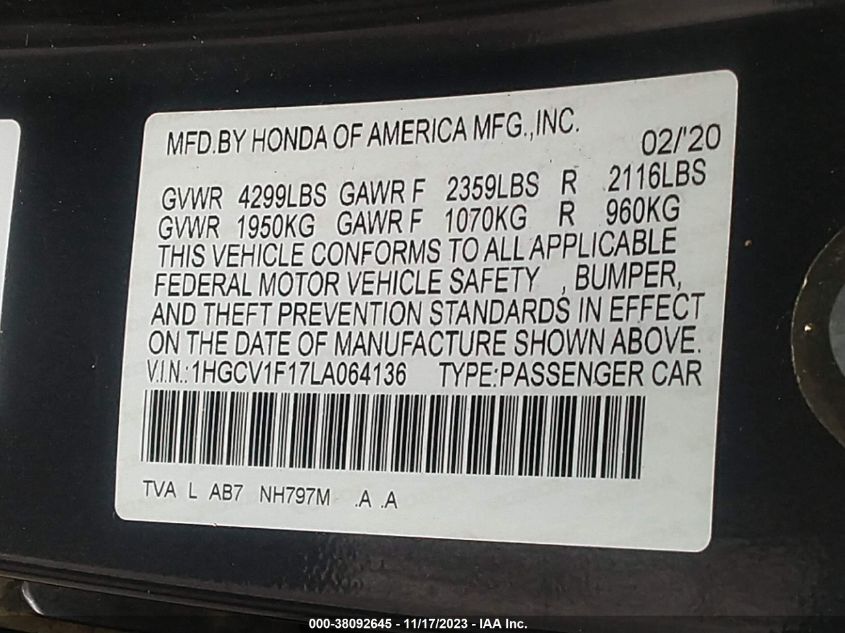 MFD.BY HONDA OF AMERICA MFG.,INC. 02/'20
GVWR 4299LBS GAWR F 2359LBS R 2116LBS
GVWR 1950KG GAWR F 1070KG R 960KG
THIS VEHICLE CONFORMS TO ALL APPLICABLE
FEDERAL MOTOR VEHICLE SAFETY , BUMPER,
AND THEFT PREVENTION STANDARDS IN EFFECT
ON THE DATE OF MANUFACTURE SHOWN ABOVE.
V.I.N.:1HGCV1F17LA064136 TYPE:PASSENGER CAR
TVA L AB7 NH797M .A .A
000-38092645 - 11/17/2023 - IAA Inc.